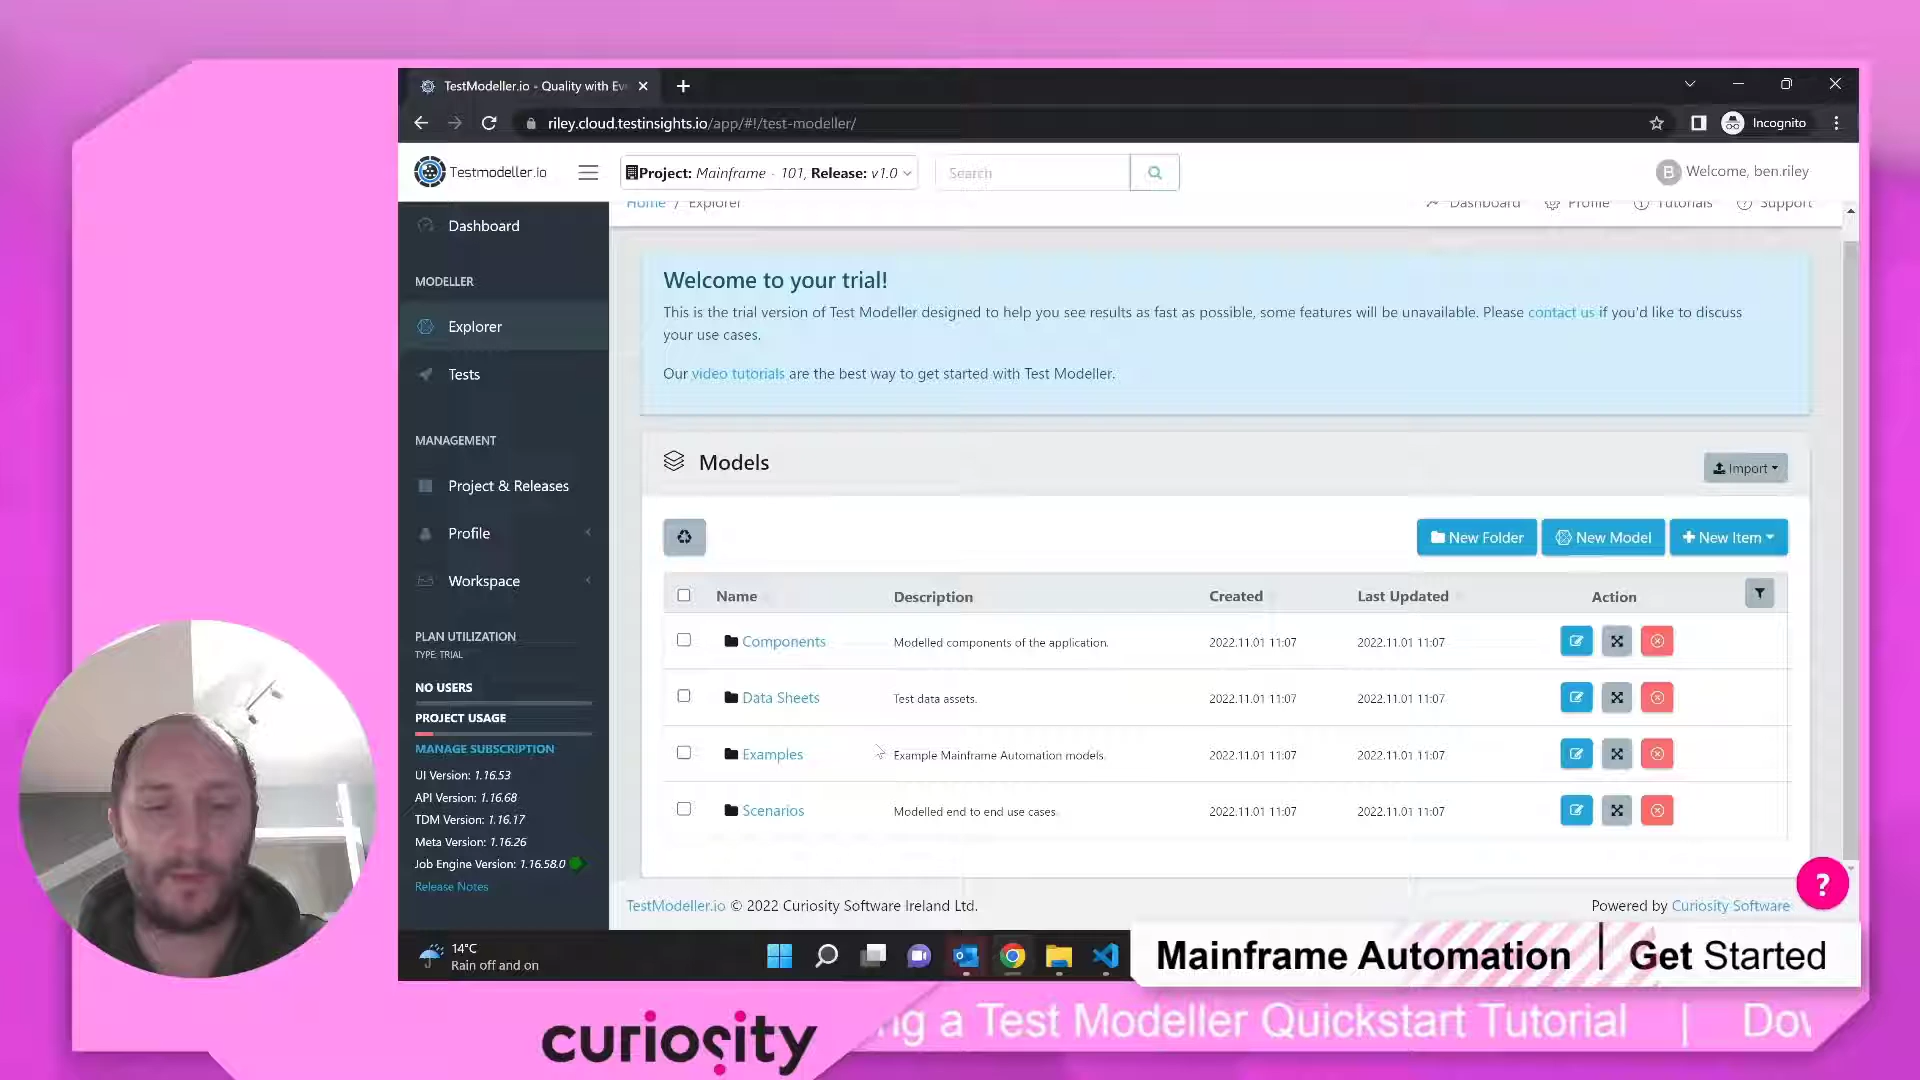 TestModeller.io - Quality with Ev
riley.cloud.testinsights.io/app/#!/test-modeller/
Incognito
Testmodeller.io
Project: Mainframe - 101, Release: v1.0
Search
B Welcome, ben.riley
Home / Explorer
Dashboard
Profile
Tutorials
Support
Dashboard
MODELLER
Explorer
Tests
MANAGEMENT
Project & Releases
Profile
Workspace
PLAN UTILIZATION
TYPE: TRIAL
NO USERS
PROJECT USAGE
MANAGE SUBSCRIPTION
UI Version: 1.16.53
API Version: 1.16.68
TDM Version: 1.16.17
Meta Version: 1.16.26
Job Engine Version: 1.16.58.0
Release Notes
Welcome to your trial!
This is the trial version of Test Modeller designed to help you see results as fast as possible, some features will be unavailable. Please contact us if you'd like to discuss
your use cases.
Our video tutorials are the best way to get started with Test Modeller.
Models
Import
New Folder
New Model
New Item
Name Description Created Last Updated Action
Components Modelled components of the application. 2022.11.01 11:07 2022.11.01 11:07
Data Sheets Test data assets. 2022.11.01 11:07 2022.11.01 11:07
Examples Example Mainframe Automation models. 2022.11.01 11:07 2022.11.01 11:07
Scenarios Modelled end to end use cases. 2022.11.01 11:07 2022.11.01 11:07
?
TestModeller.io © 2022 Curiosity Software Ireland Ltd.
Powered by Curiosity Software
14°C
Rain off and on
Mainframe Automation | Get Started
curiosity
ng a Test Modeller Quickstart Tutorial | Dov